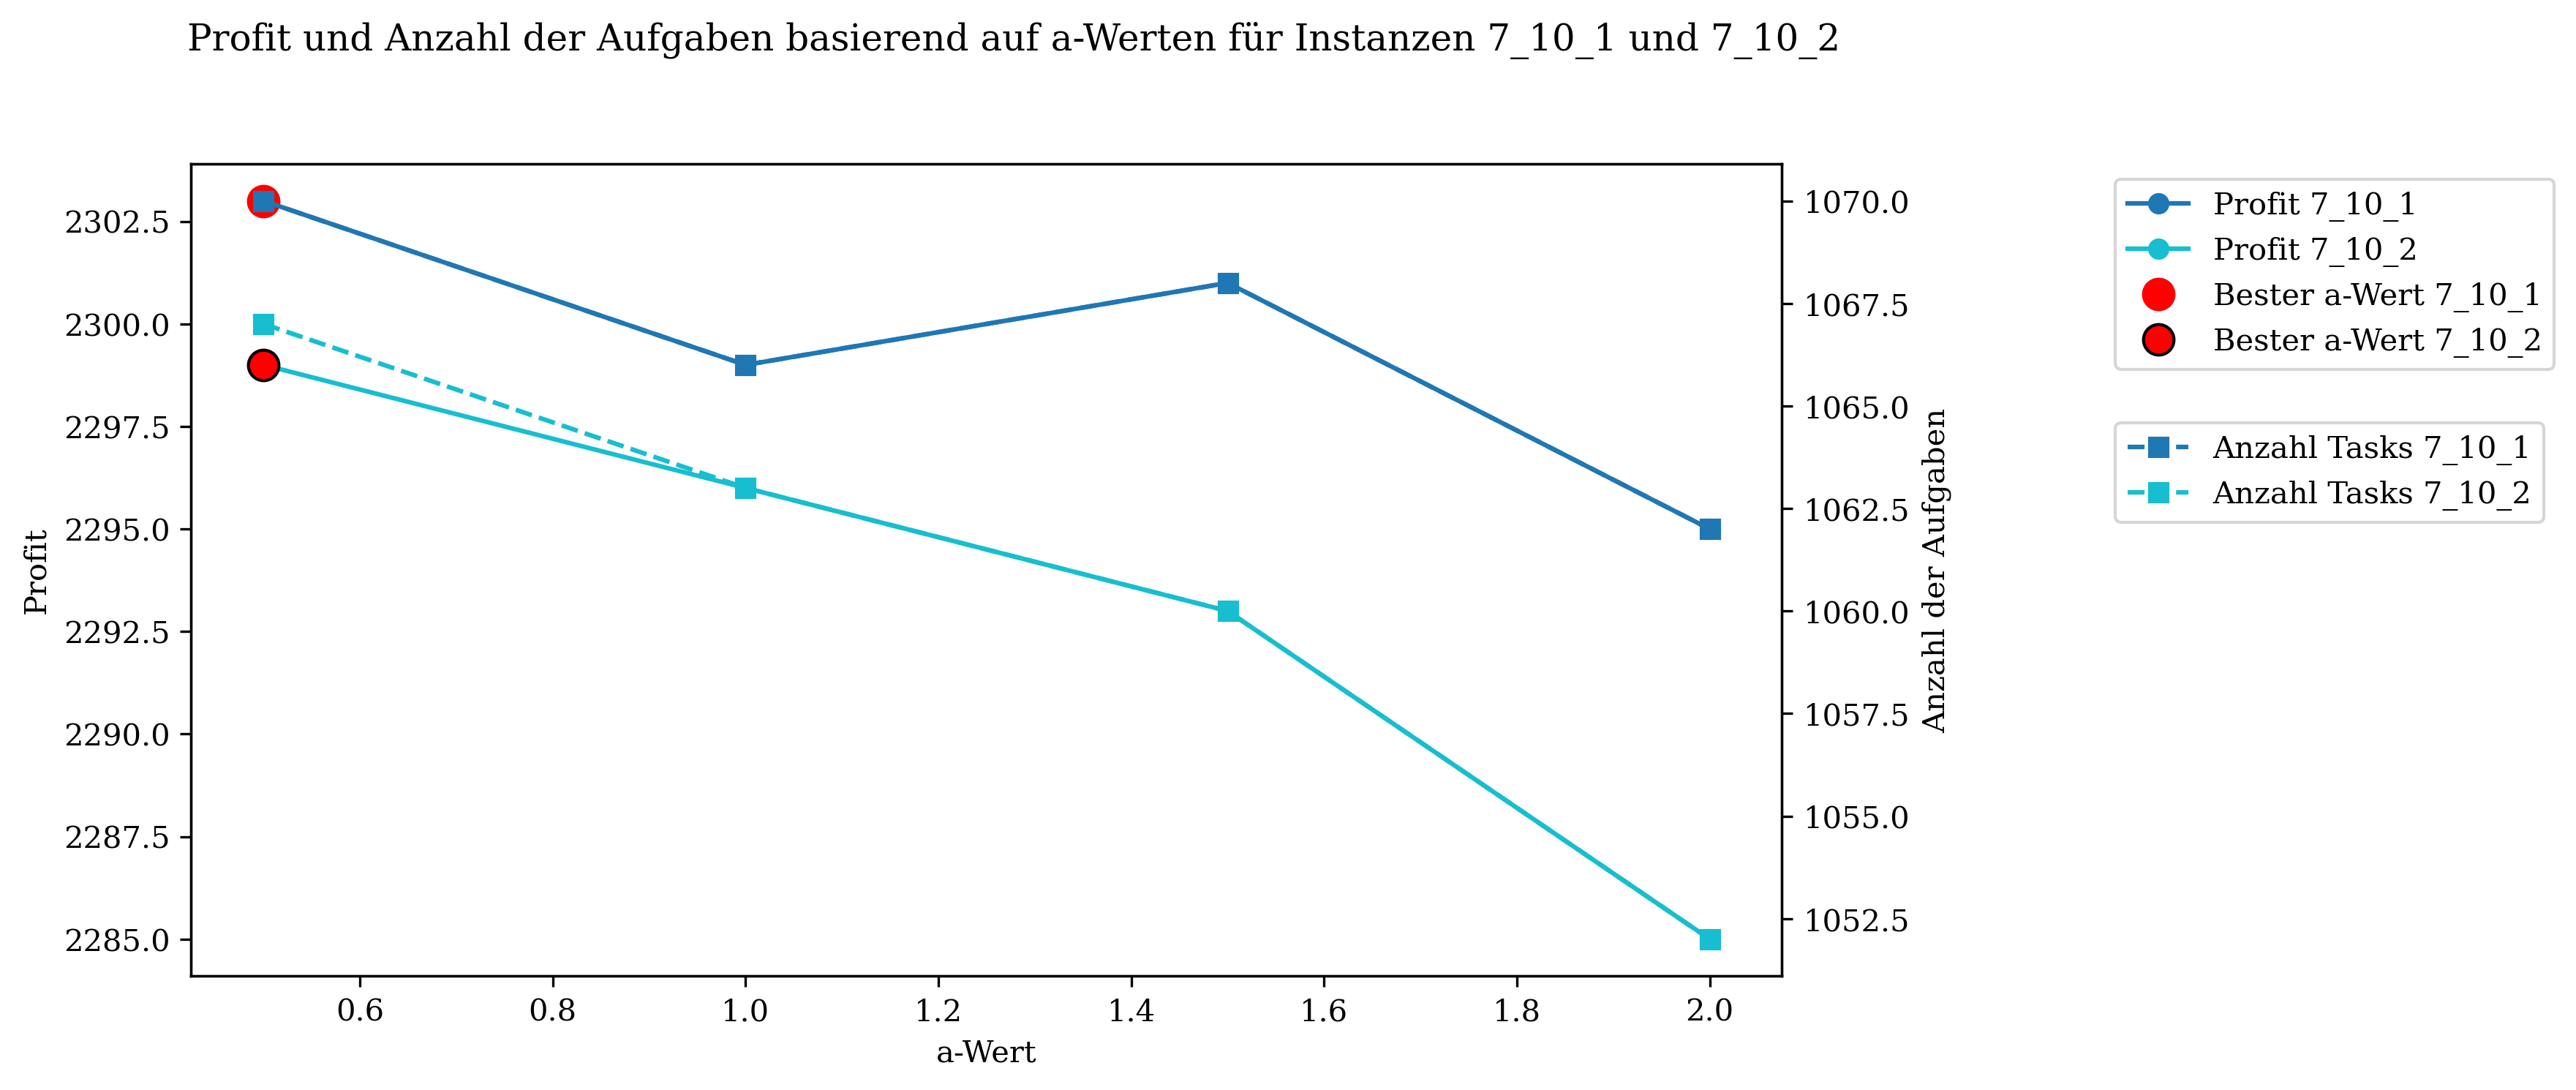 Profit und Anzahl der Aufgaben basierend auf a-Werten für Instanzen 7_10_1 und 7_10_2
Profit
2302.5
2300.0
2297.5
2295.0
2292.5
2290.0
2287.5
2285.0
0.6 0.8 1.0 1.2 1.4 1.6 1.8 2.0
a-Wert
1070.0
1067.5
1065.0
1062.5
1060.0
1057.5
1055.0
1052.5
Anzahl der Aufgaben
Profit 7_10_1
Profit 7_10_2
Bester a-Wert 7_10_1
Bester a-Wert 7_10_2
Anzahl Tasks 7_10_1
Anzahl Tasks 7_10_2